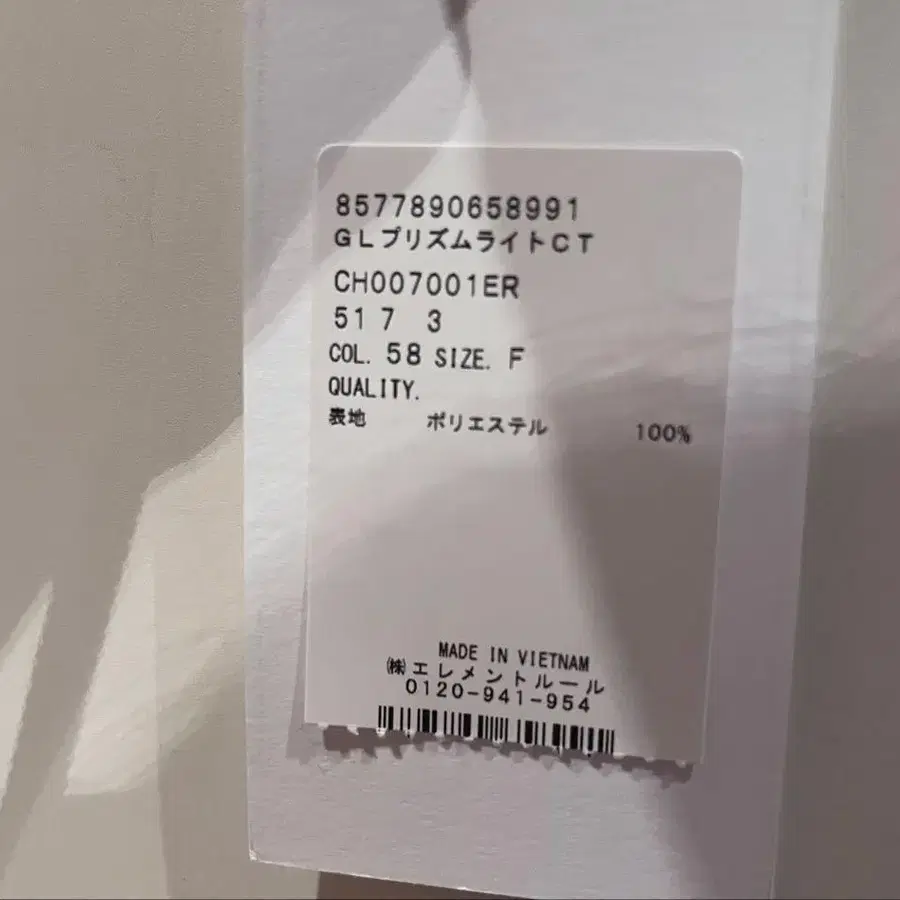 8577890658991
GLプリズムライトCT
CH007001ER
517 3
COL. 58 SIZE. F
QUALITY.
表地 ポリエステル 100%
MADE IN VIETNAM
㈱エレメントルール
0120-941-954